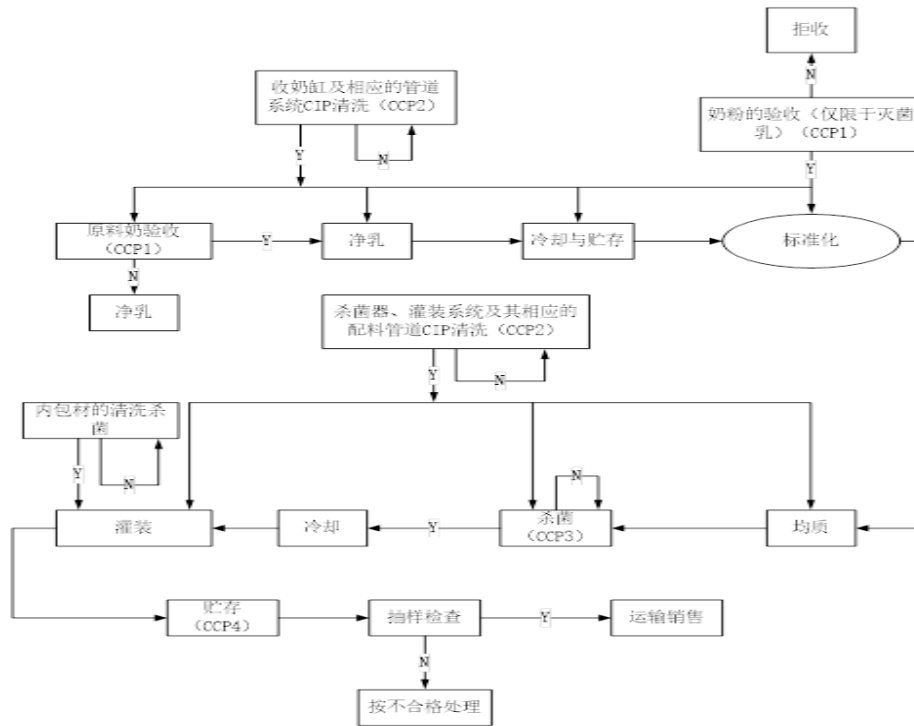 拒收
收奶缸及相应的管道
系统CIP清洗（CCP2）
N
奶粉的验收（仅限于灭菌
乳）（CCP1）
Y
N
Y
原料奶验收
（CCP1）
Y
净乳
冷却与贮存
标准化
N
净乳
杀菌器、灌装系统及其相应的
配料管道CIP清洗（CCP2）
Y
N
内包材的清洗杀
菌
Y
N
N
灌装
冷却
Y
杀菌
（CCP3）
均质
贮存
（CCP4）
抽样检查
Y
运输销售
N
按不合格处理